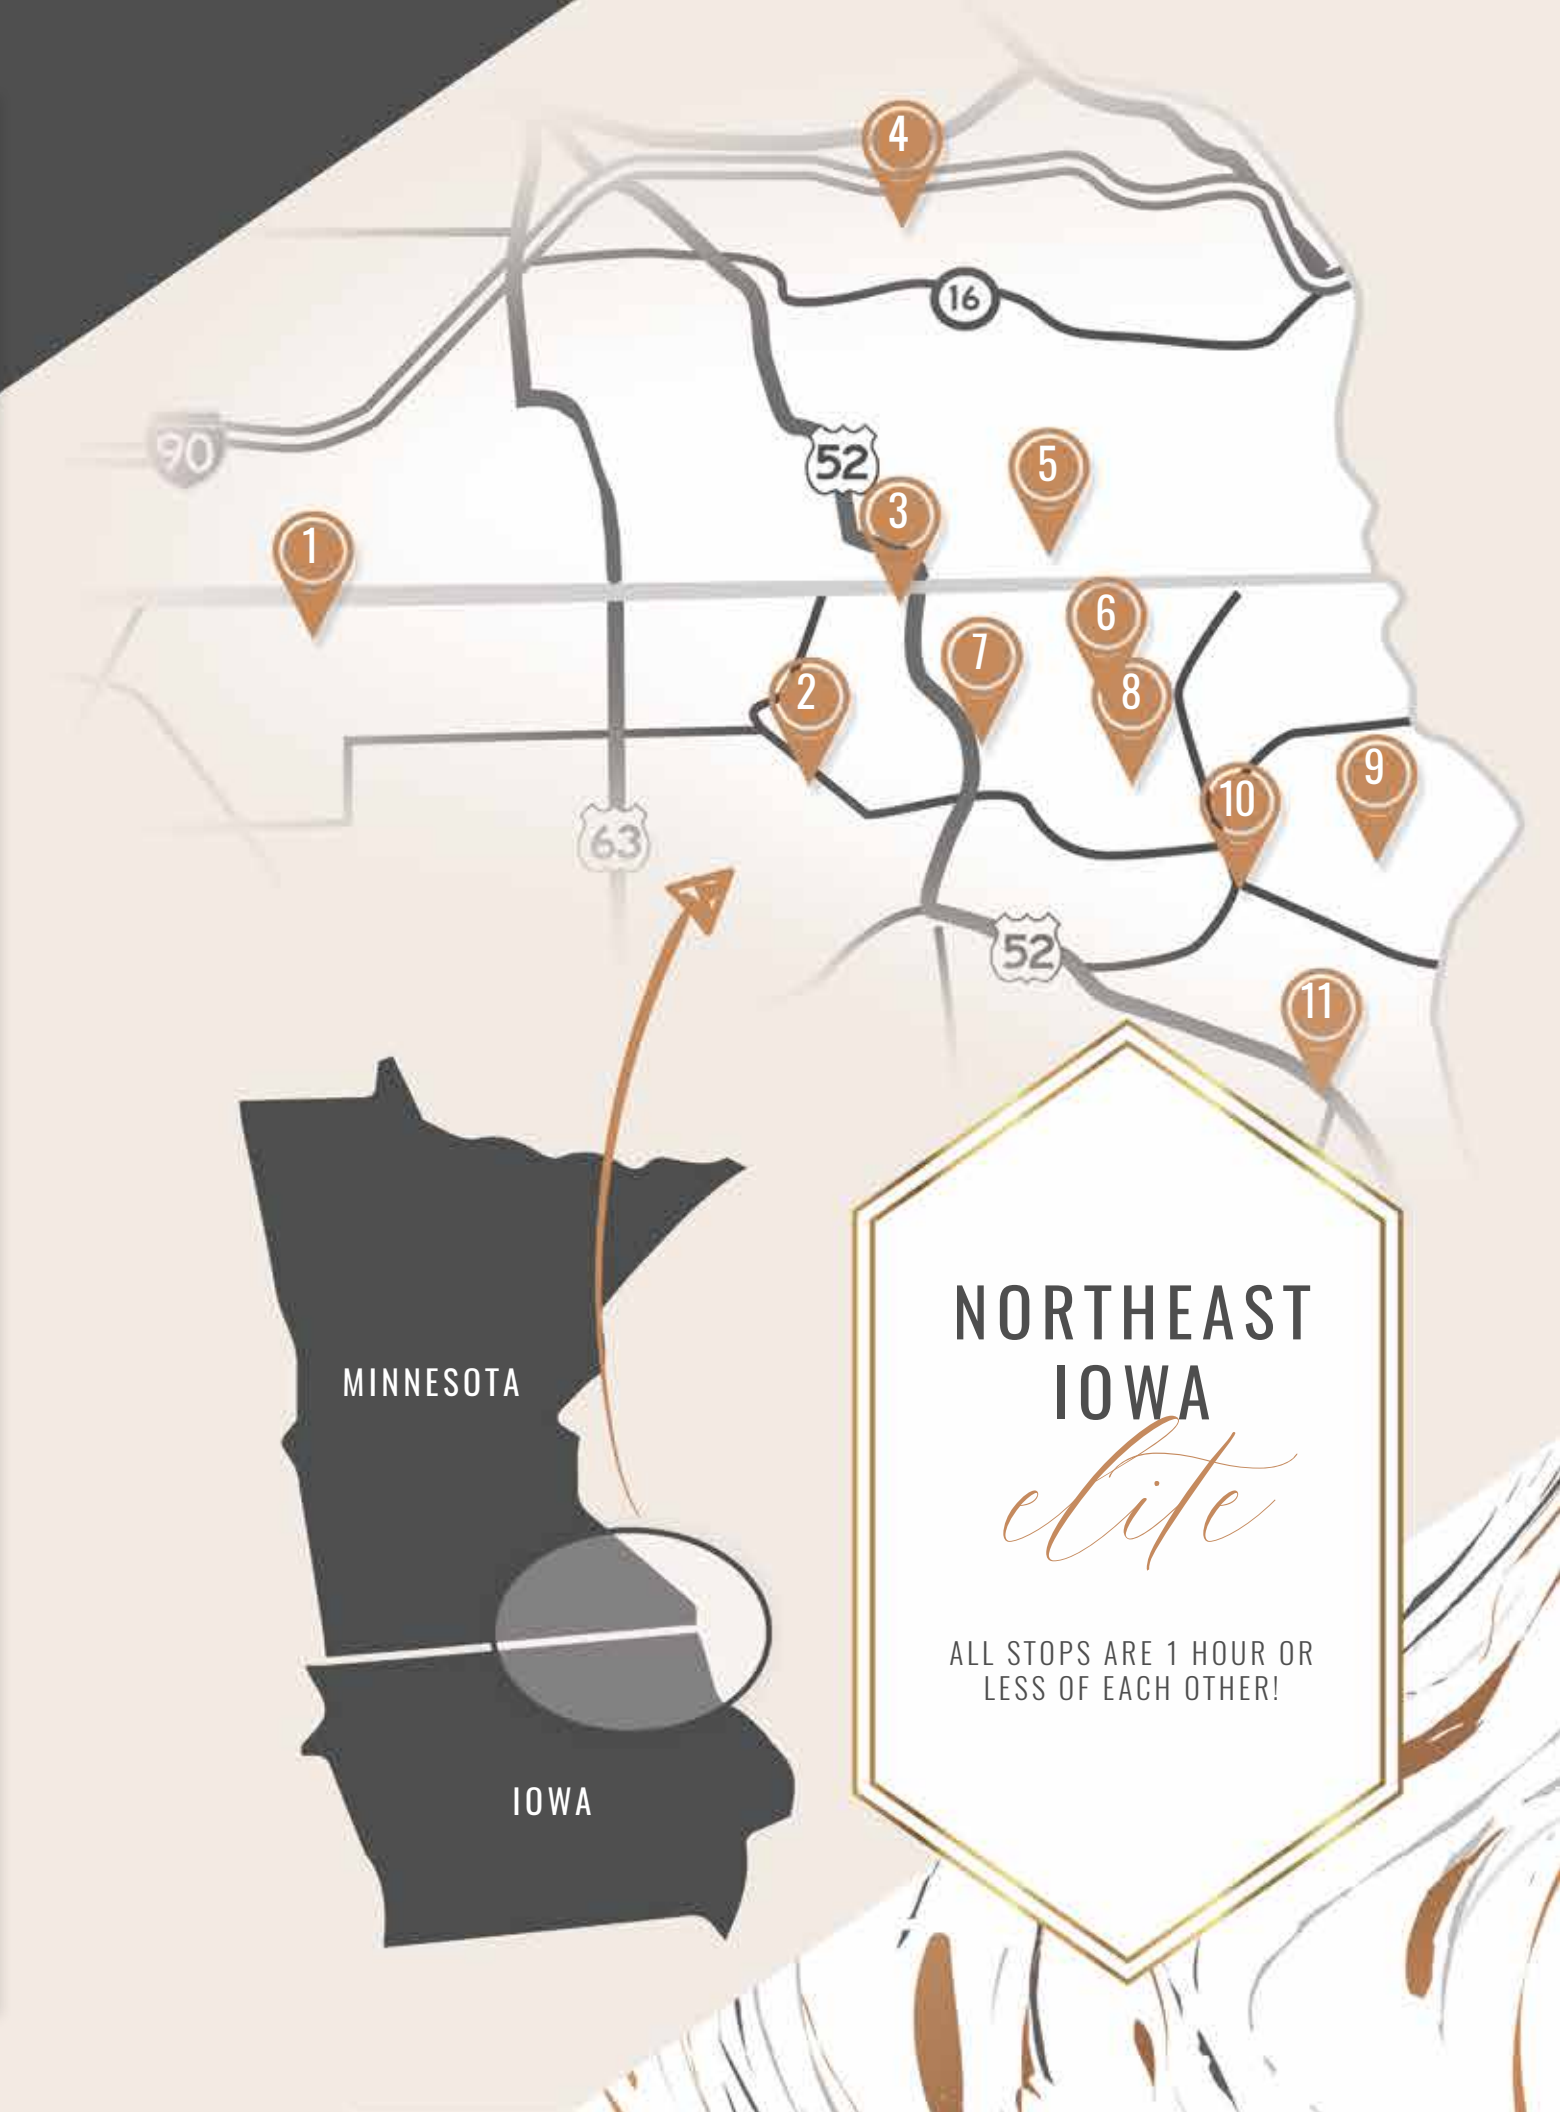 4
16
90
52
5
3
1
6
7
2
8
9
10
63
52
11
MINNESOTA
IOWA
NORTHEAST
IOWA
elite
ALL STOPS ARE 1 HOUR OR
LESS OF EACH OTHER!